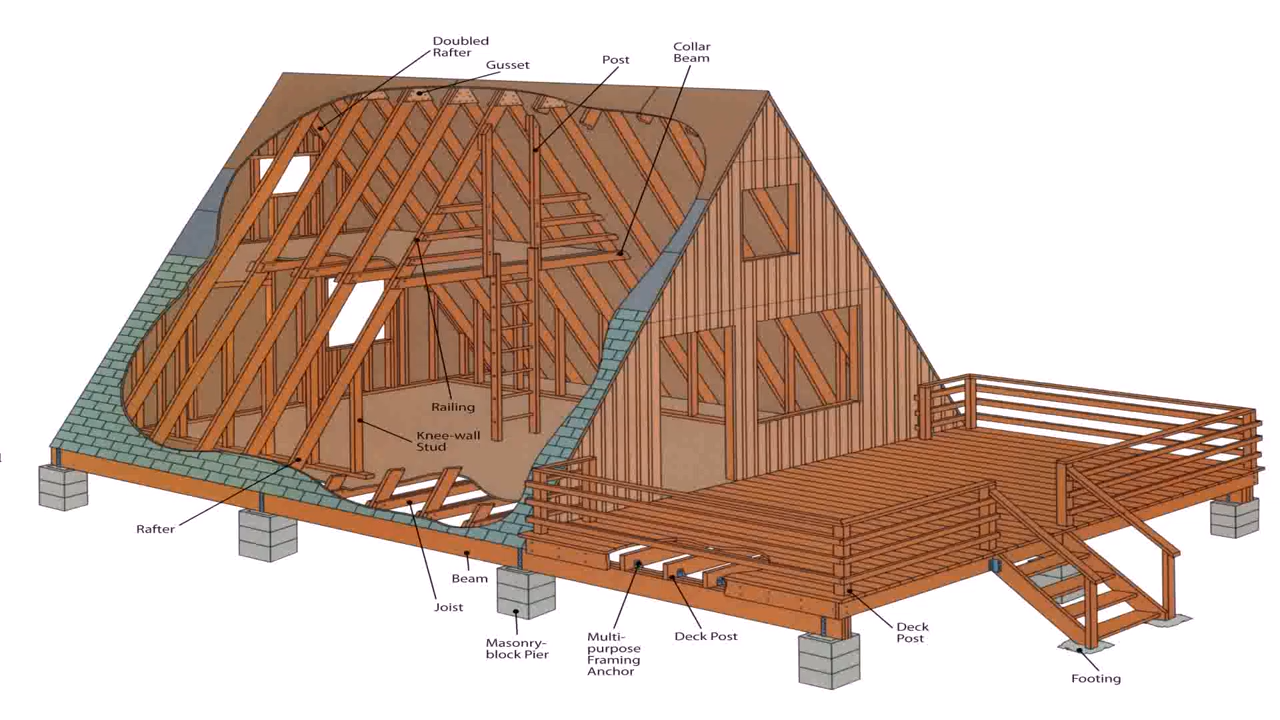 Doubled
Rafter
Gusset
Post
Collar
Beam
Railing
Knee-wall
Stud
Rafter
Beam
Joist
Masonry-
block Pier
Multi-
purpose
Framing
Anchor
Deck Post
Deck
Post
Footing